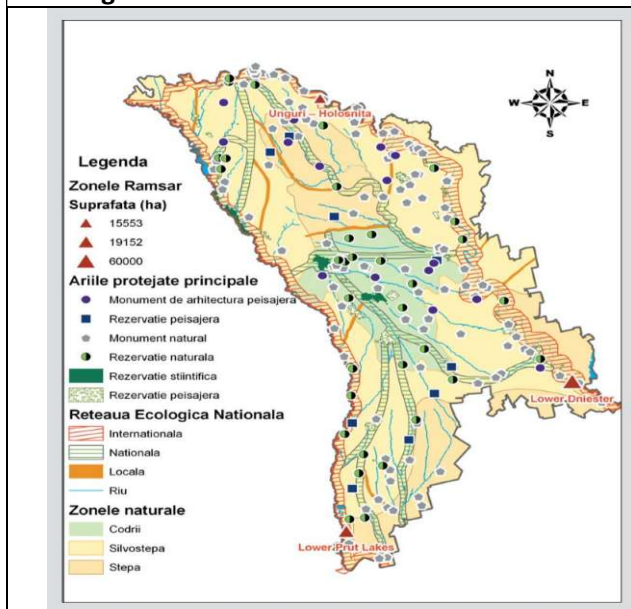 N
W E
S
Unguri – Holosnita
Legenda
Zonele Ramsar
Suprafata (ha)
15553
19152
60000
Ariile protejate principale
Monument de arhitectura peisajera
Rezervatie peisajera
Monument natural
Rezervatie naturala
Rezervatie stiintifica
Rezervatie peisajera
Reteaua Ecologica Nationala
Internationala
Nationala
Locala
Riu
Zonele naturale
Codrii
Silvostepa
Stepa
Lower Dniester
Lower Prut Lakes